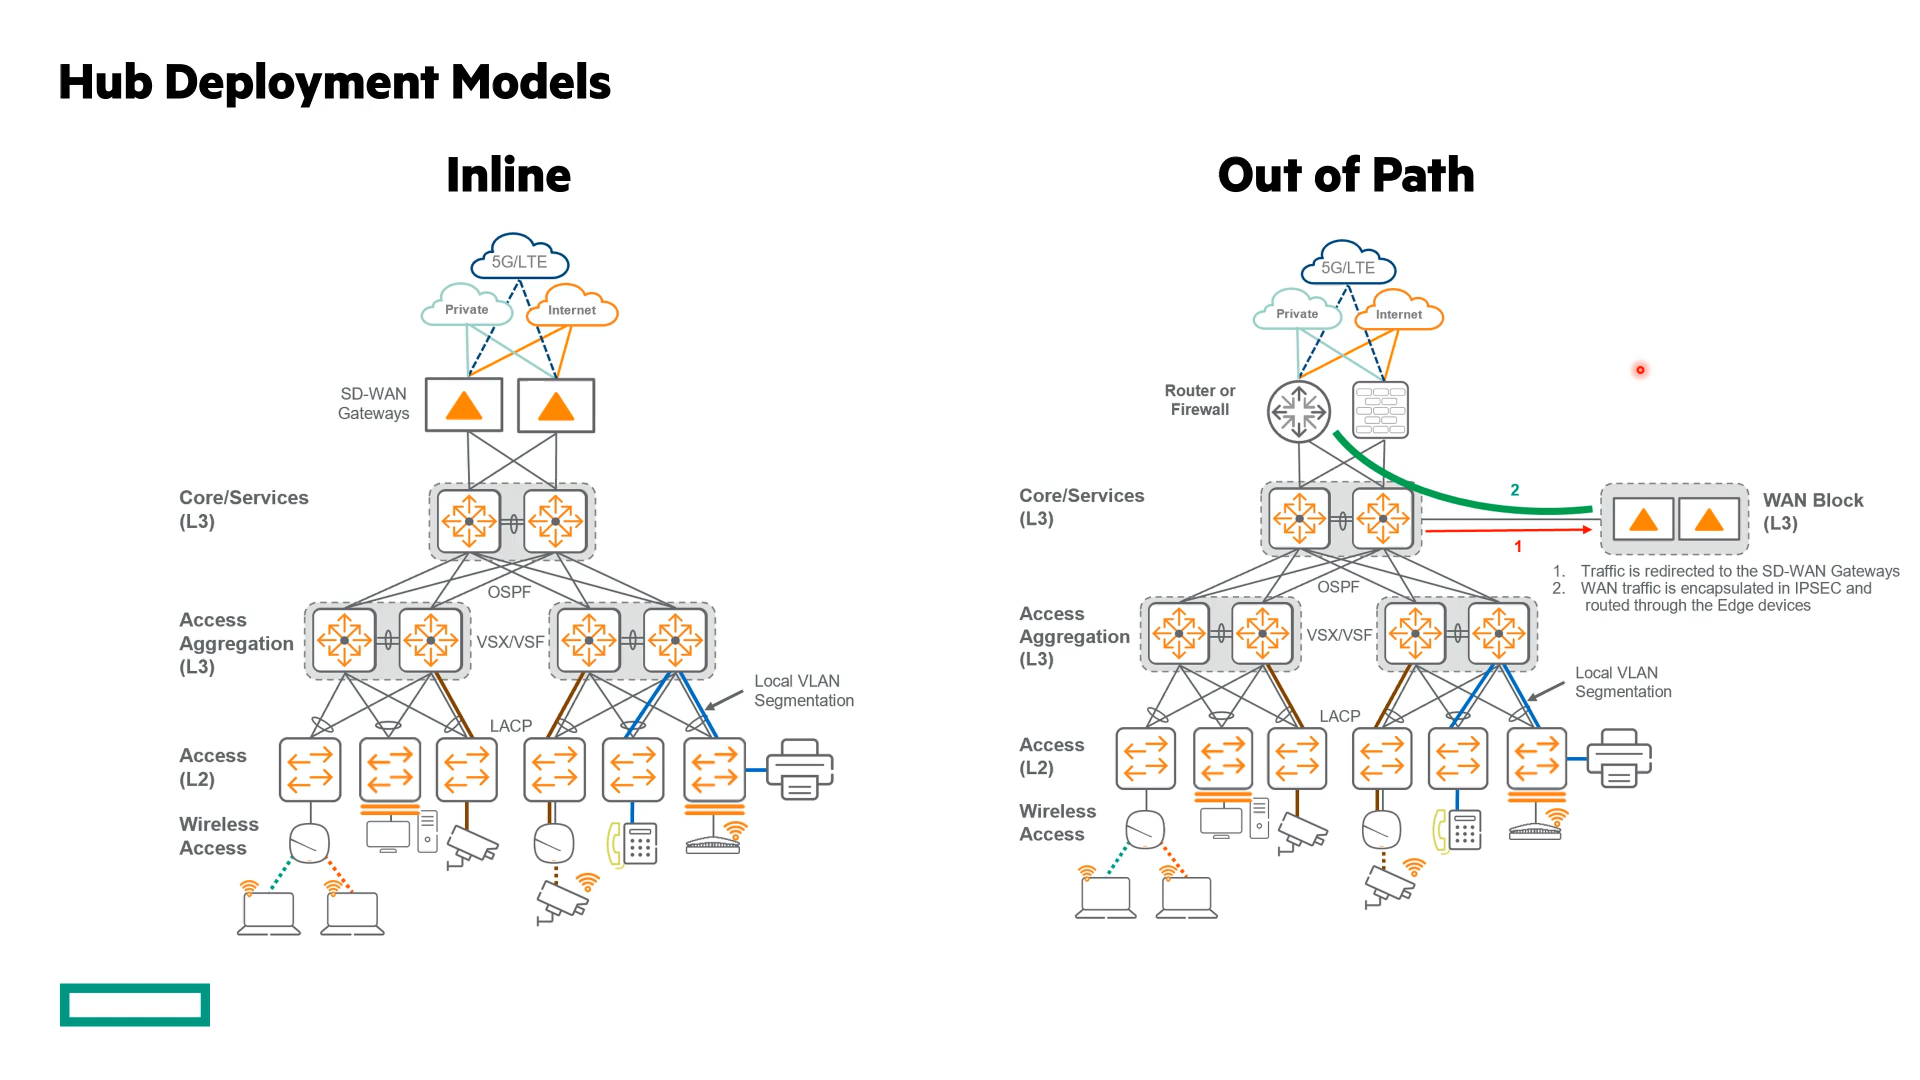 Hub Deployment Models
Inline
5G/LTE
Private
Internet
SD-WAN
Gateways
Core/Services
(L3)
OSPF
Access
Aggregation
(L3)
VSX/VSF
Local VLAN
Segmentation
LACP
Access
(L2)
Wireless
Access
Out of Path
5G/LTE
Private
Internet
Router or
Firewall
Core/Services
(L3)
2
1
WAN Block
(L3)
1. Traffic is redirected to the SD-WAN Gateways
2. WAN traffic is encapsulated in IPSEC and
routed through the Edge devices
OSPF
Access
Aggregation
(L3)
VSX/VSF
Local VLAN
Segmentation
LACP
Access
(L2)
Wireless
Access